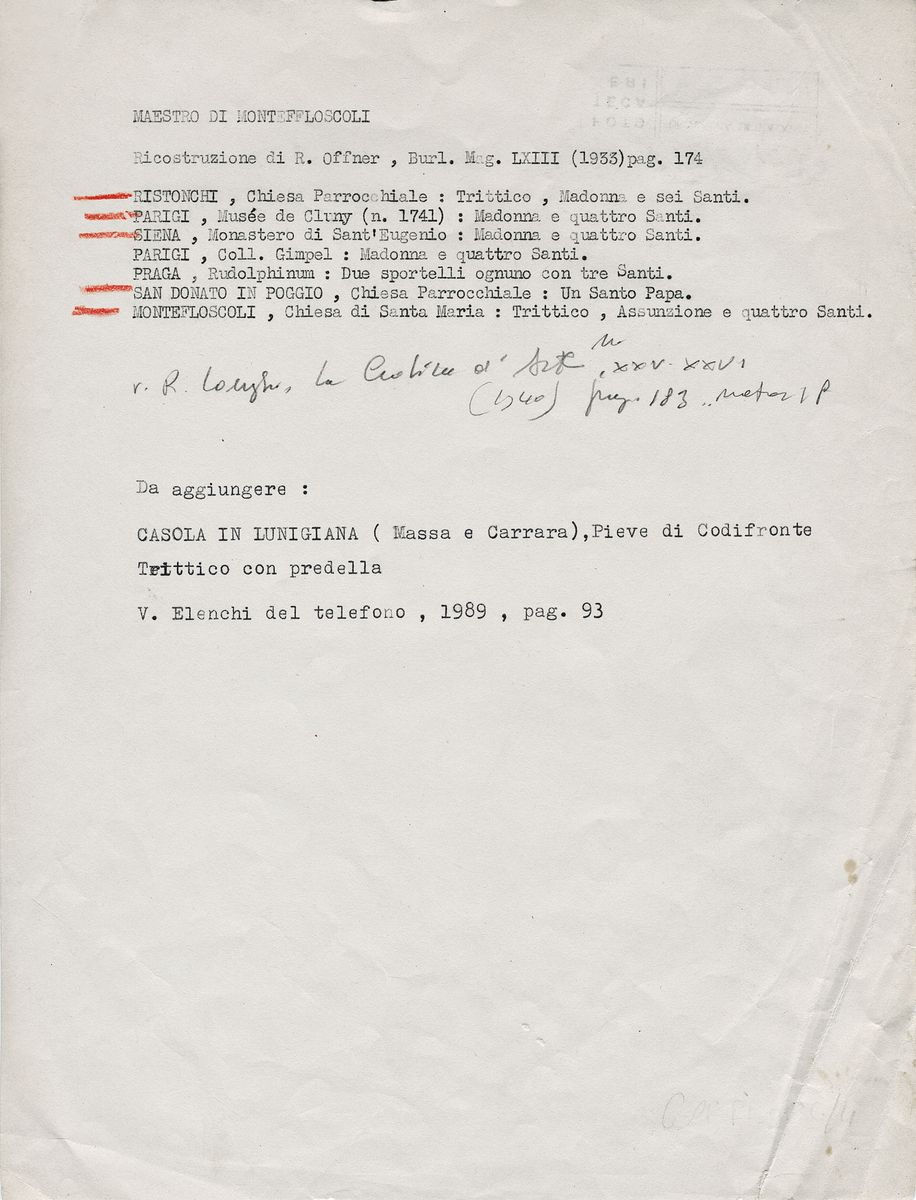 MAESTRO DI MONTEFFLOSCOLI
Ricostruzione di R. Offner , Burl. Mag. LXIII (1933)pag. 174
RISTONCHI , Chiesa Parrocchiale : Trittico , Madonna e sei Santi.
PARIGI , Musée de Cluny (n. 1741) : Madonna e quattro Santi.
SIENA , Monastero di Sant'Eugenio : Madonna e quattro Santi.
PARIGI , Coll. Gimpel : Madonna e quattro Santi.
PRAGA , Rudolphinum : Due sportelli ognuno con tre Santi.
SAN DONATO IN POGGIO , Chiesa Parrocchiale : Un Santo Papa.
MONTEFLOSCOLI , Chiesa di Santa Maria : Trittico , Assunzione e quattro Santi.
v. R. Longhi, la Critica d'Arte, XXV-XXVI
(1940) pag. 183
Da aggiungere :
CASOLA IN LUNIGIANA ( Massa e Carrara),Pieve di Codifronte
Trittico con predella
V. Elenchi del telefono , 1989 , pag. 93